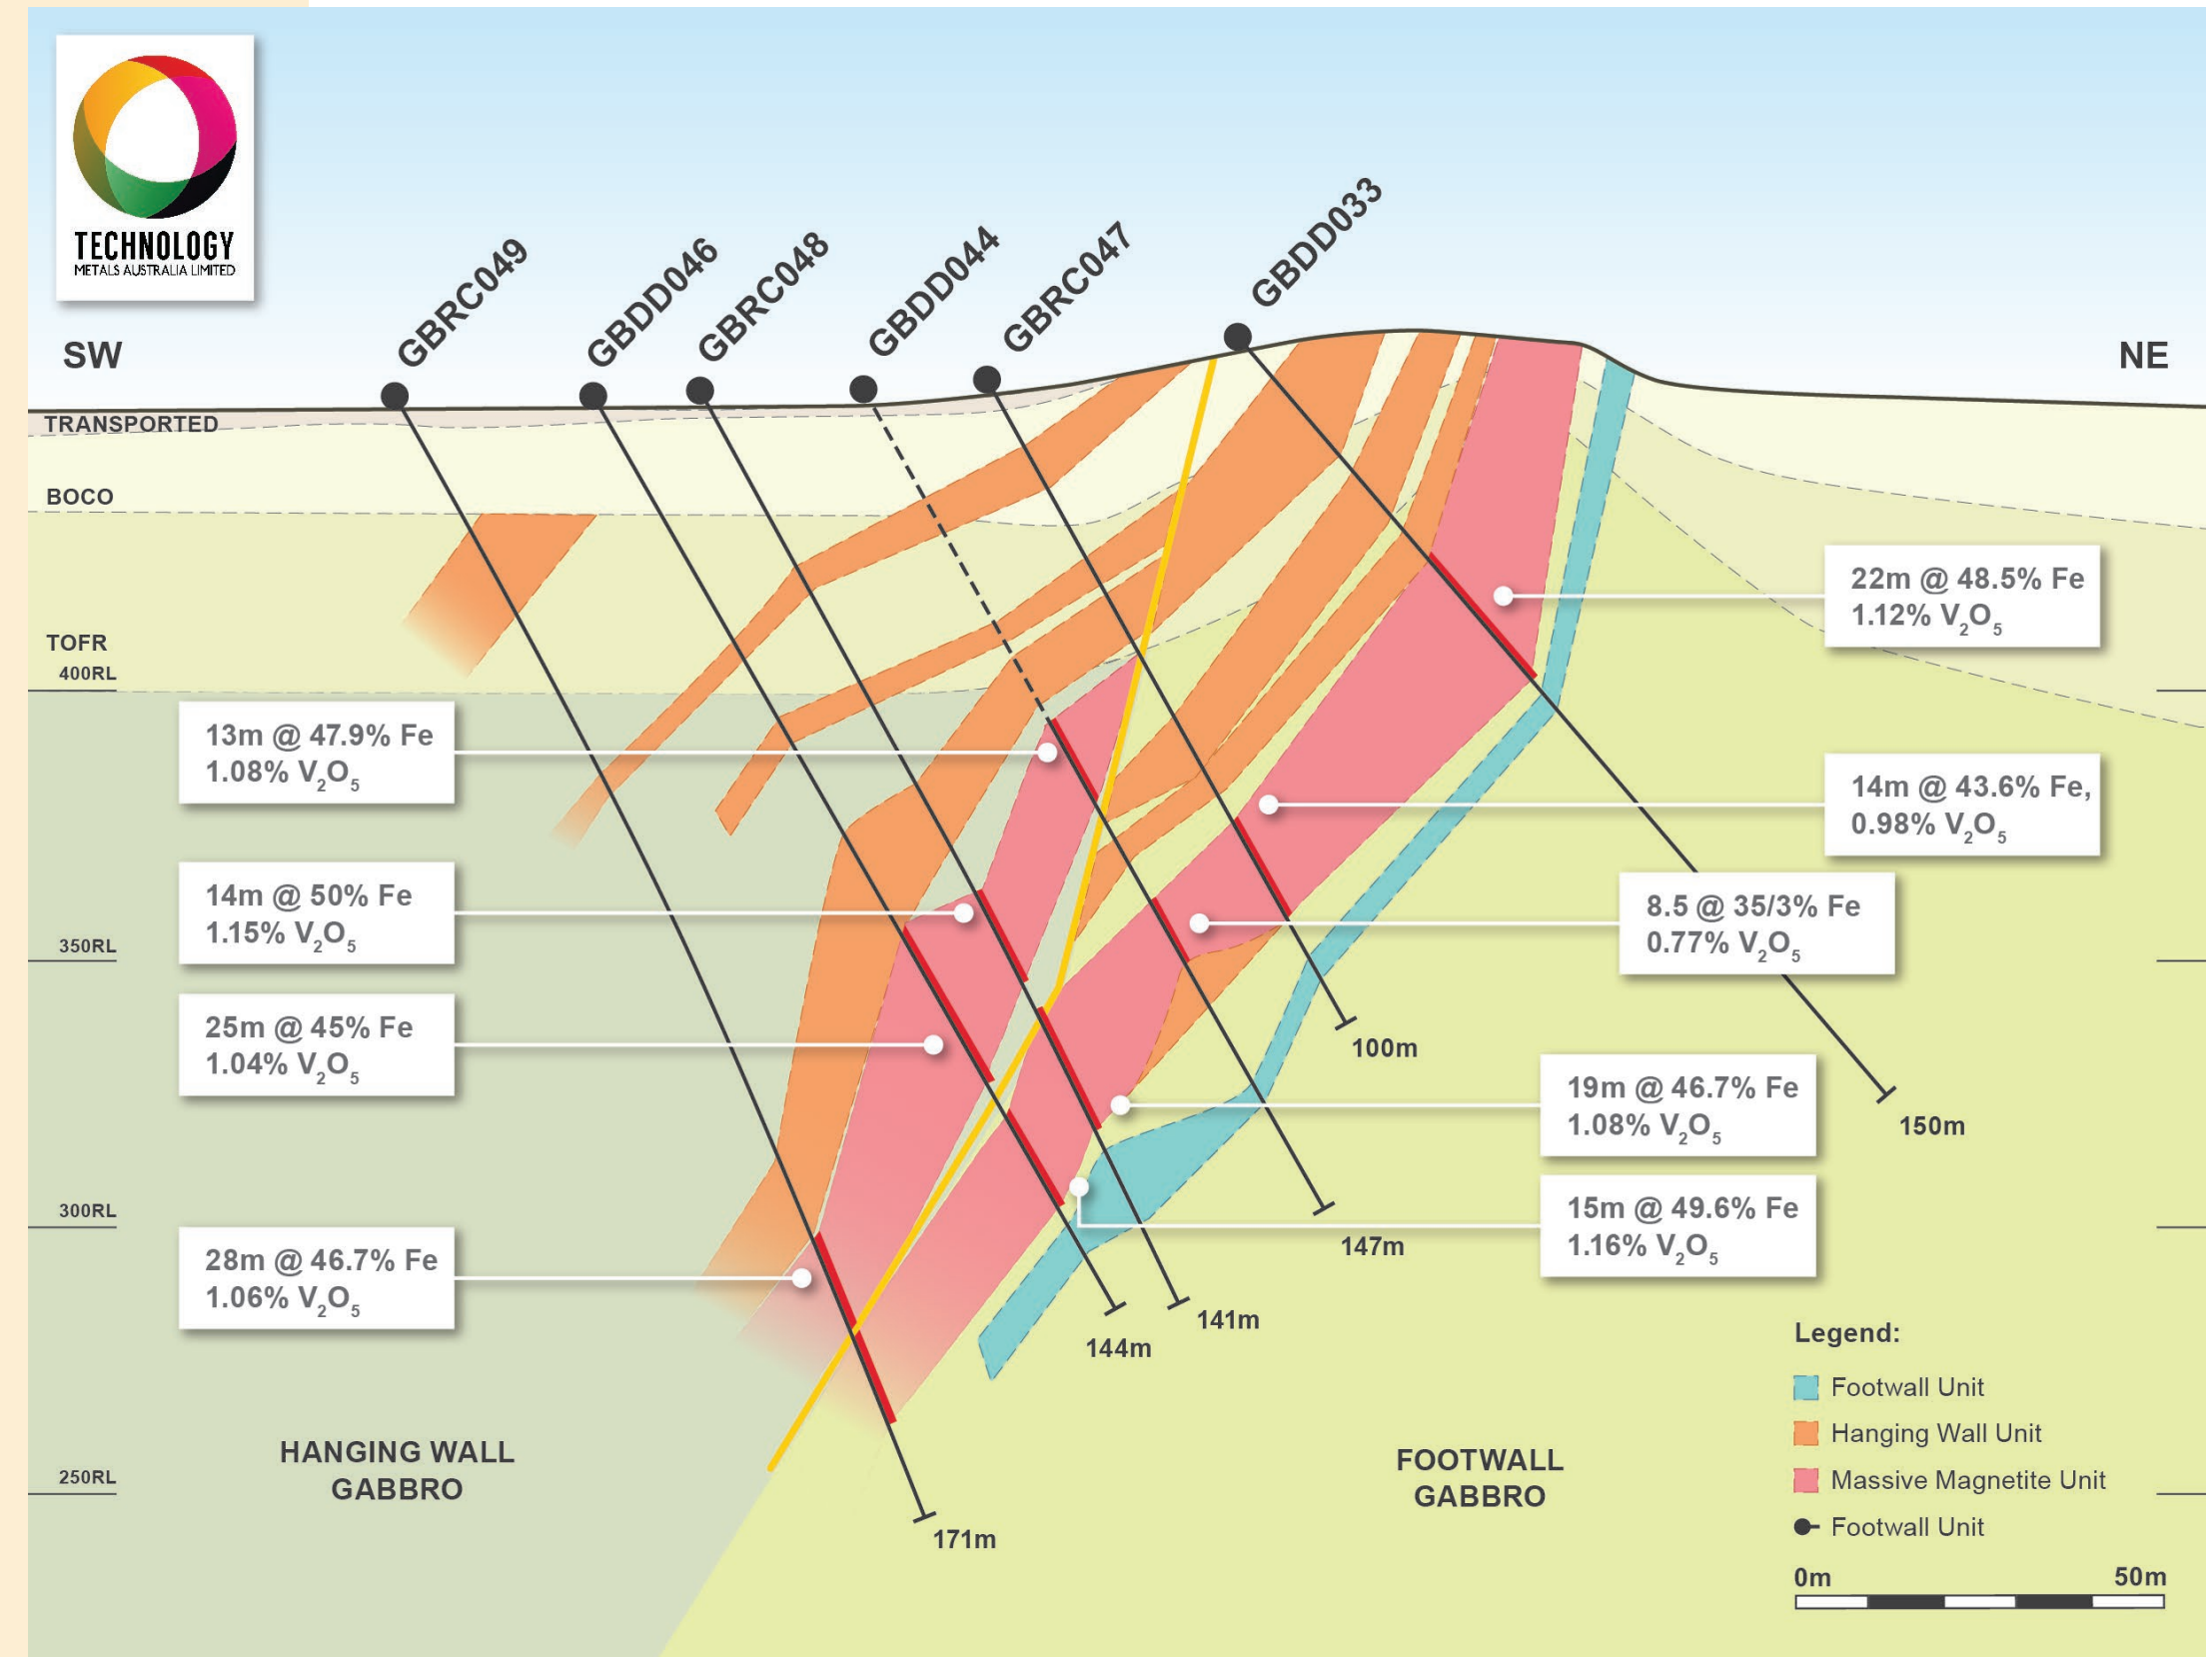 TECHNOLOGY
METALS AUSTRALIA LIMITED
GBRC049
GBDD046
GBRC048
GBDD044
GBRC047
GBDD033
SW
NE
TRANSPORTED
BOCO
TOFR
400RL
350RL
300RL
250RL
13m @ 47.9% Fe
1.08% V₂O₅
14m @ 50% Fe
1.15% V₂O₅
25m @ 45% Fe
1.04% V₂O₅
28m @ 46.7% Fe
1.06% V₂O₅
22m @ 48.5% Fe
1.12% V₂O₅
14m @ 43.6% Fe,
0.98% V₂O₅
8.5 @ 35/3% Fe
0.77% V₂O₅
19m @ 46.7% Fe
1.08% V₂O₅
15m @ 49.6% Fe
1.16% V₂O₅
100m
150m
147m
141m
144m
171m
HANGING WALL
GABBRO
FOOTWALL
GABBRO
Legend:
Footwall Unit
Hanging Wall Unit
Massive Magnetite Unit
Footwall Unit
0m 50m